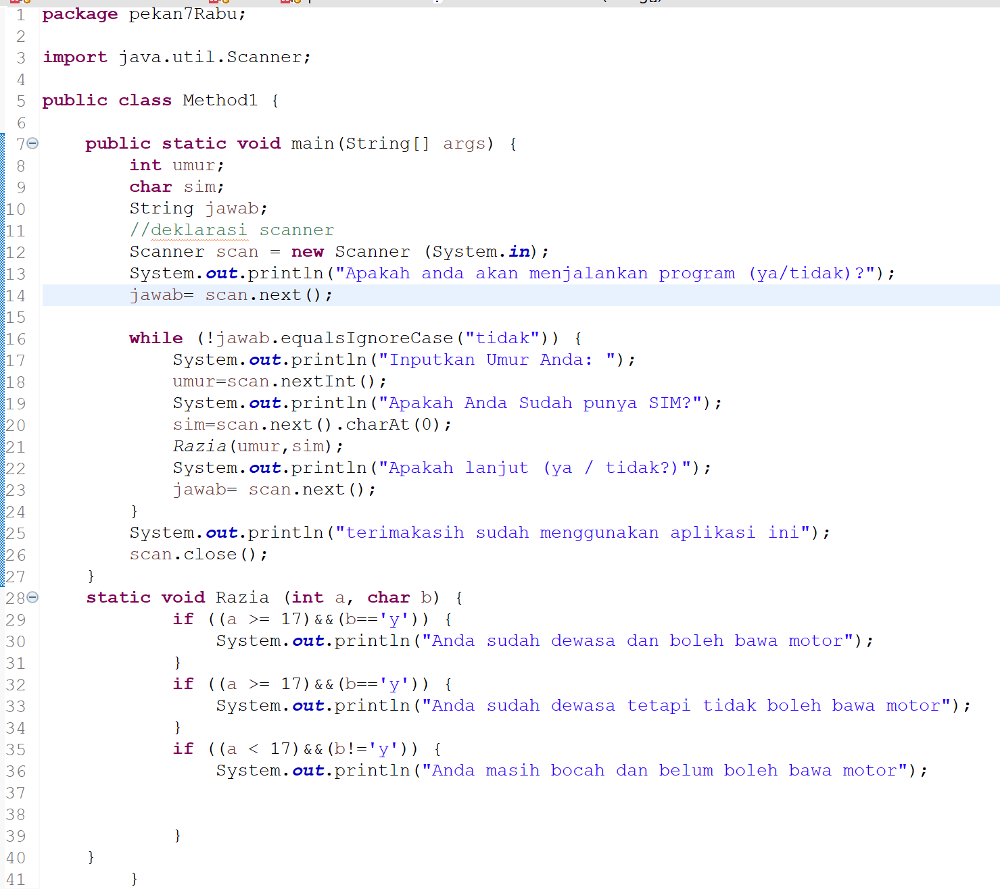 1 package pekan7Rabu;
2
3 import java.util.Scanner;
4
5 public class Method1 {
6
7 public static void main(String[] args) {
8 int umur;
9 char sim;
10 String jawab;
11 //deklarasi scanner
12 Scanner scan = new Scanner (System.in);
13 System.out.println("Apakah anda akan menjalankan program (ya/tidak)?");
14 jawab= scan.next();
15
16 while (!jawab.equalsIgnoreCase("tidak")) {
17 System.out.println("Inputkan Umur Anda: ");
18 umur=scan.nextInt();
19 System.out.println("Apakah Anda Sudah punya SIM?");
20 sim=scan.next().charAt(0);
21 Razia(umur,sim);
22 System.out.println("Apakah lanjut (ya / tidak?)");
23 jawab= scan.next();
24 }
25 System.out.println("terimakasih sudah menggunakan aplikasi ini");
26 scan.close();
27 }
28 static void Razia (int a, char b) {
29 if ((a >= 17)&&(b=='y')) {
30 System.out.println("Anda sudah dewasa dan boleh bawa motor");
31 }
32 if ((a >= 17)&&(b=='y')) {
33 System.out.println("Anda sudah dewasa tetapi tidak boleh bawa motor");
34 }
35 if ((a < 17)&&(b!='y')) {
36 System.out.println("Anda masih bocah dan belum boleh bawa motor");
37
38
39 }
40 }
41 }